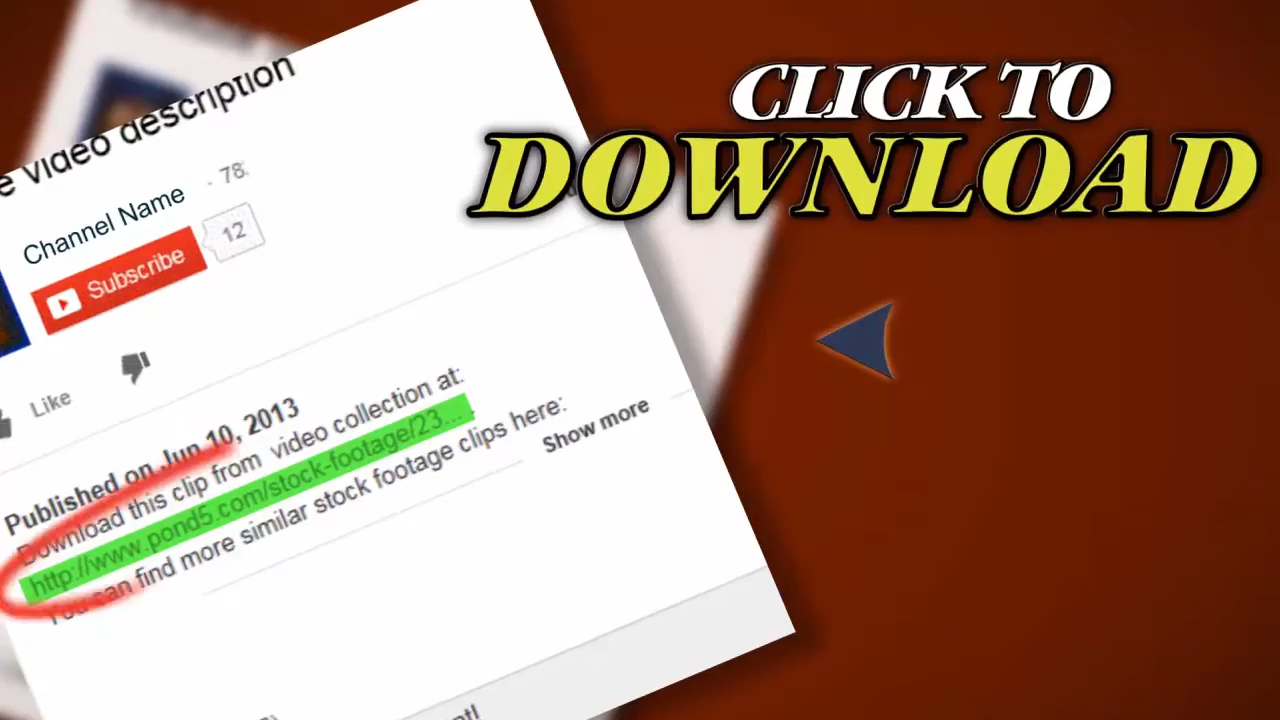 CLICK TO
DOWNLOAD
e video description
Channel Name
78
Subscribe
12
Like
Published on Jun 10, 2013
Download this clip from video collection at:
http://www.pond5.com/stock-footage/23...
You can find more similar stock footage clips here:
Show more